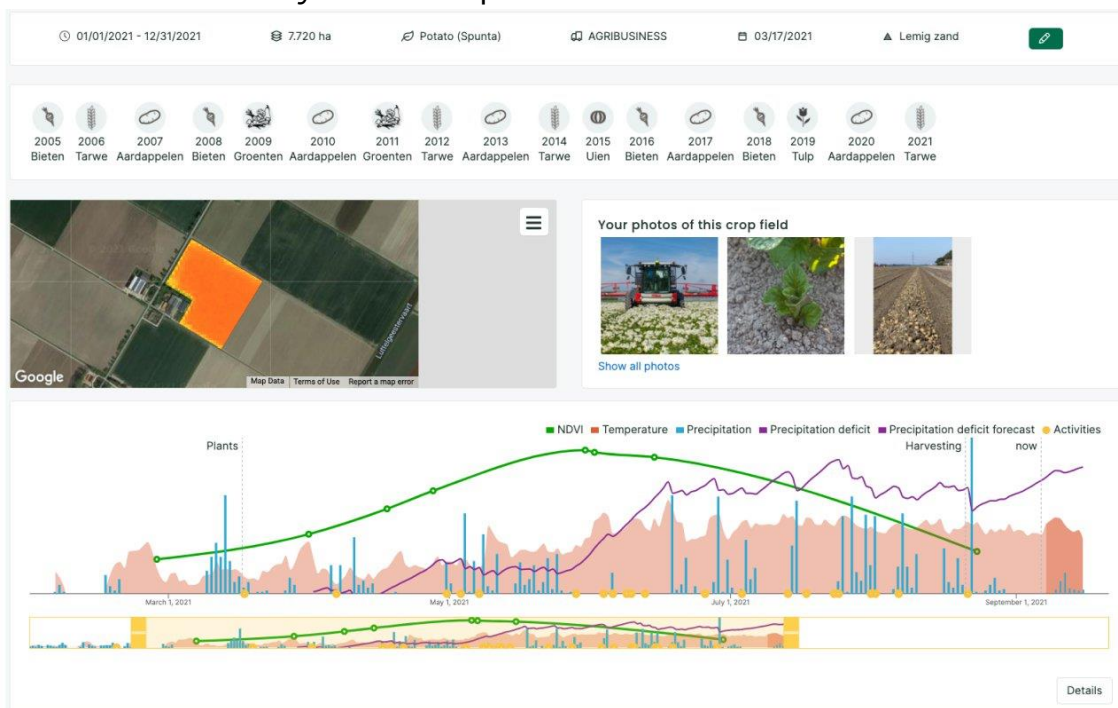 01/01/2021 - 12/31/2021 7.720 ha Potato (Spunta) AGRIBUSINESS 03/17/2021 Lemig zand
2005 2006 2007 2008 2009 2010 2011 2012 2013 2014 2015 2016 2017 2018 2019 2020 2021
Bieten Tarwe Aardappelen Bieten Groenten Aardappelen Groenten Tarwe Aardappelen Tarwe Uien Bieten Aardappelen Bieten Tulp Aardappelen Tarwe
Your photos of this crop field
Google
Map Data Terms of Use Report a map error
Show all photos
NDVI Temperature Precipitation Precipitation deficit Precipitation deficit forecast Activities
Plants Harvesting now
March 1, 2021 May 1, 2021 July 1, 2021 September 1, 2021
Details